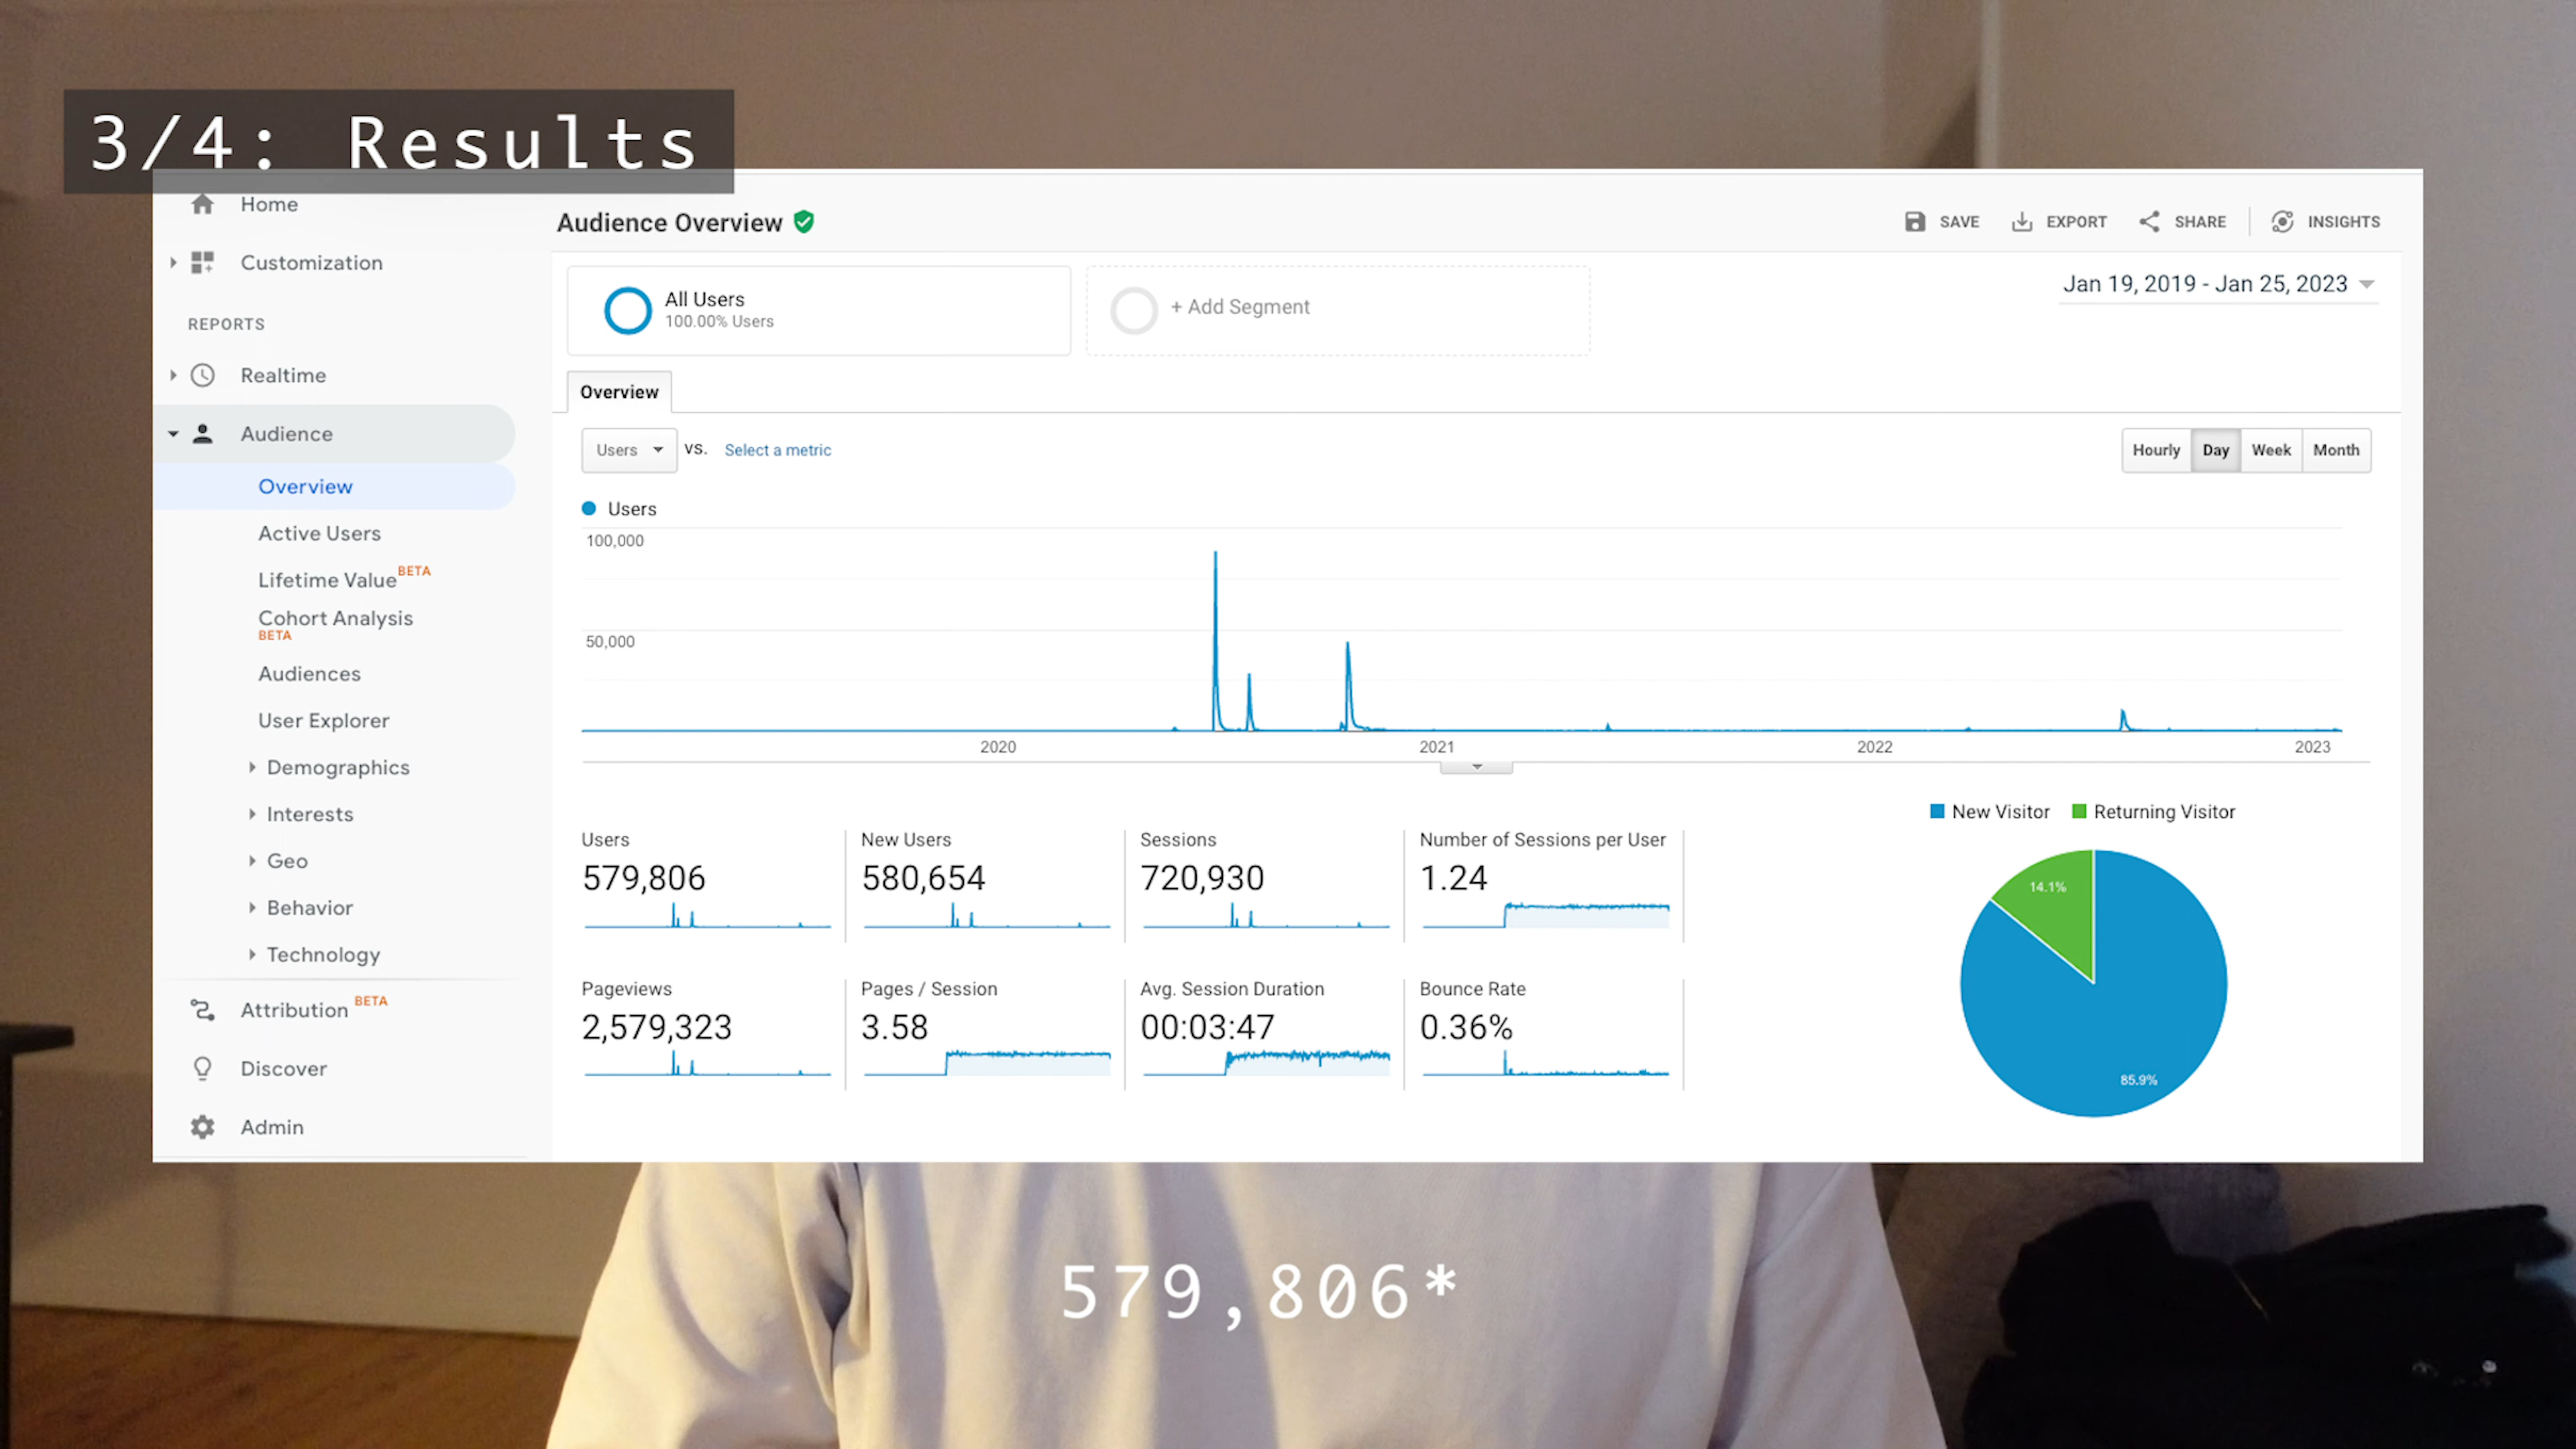 3/4: Results
Home
Customization
REPORTS
Realtime
Audience
Overview
Active Users
Lifetime Value BETA
Cohort Analysis
BETA
Audiences
User Explorer
Demographics
Interests
Geo
Behavior
Technology
Attribution BETA
Discover
Admin
Audience Overview
SAVE EXPORT SHARE INSIGHTS
All Users
100.00% Users
+ Add Segment
Jan 19, 2019 - Jan 25, 2023
Overview
Users VS. Select a metric
Hourly Day Week Month
Users
100,000
50,000
2020 2021 2022 2023
New Visitor Returning Visitor
Users New Users Sessions Number of Sessions per User
579,806 580,654 720,930 1.24
Pageviews Pages / Session Avg. Session Duration Bounce Rate
2,579,323 3.58 00:03:47 0.36%
14.1%
85.9%
579,806*